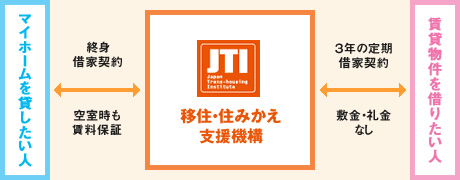 マイホームを貸したい人
終身
借家契約
空室時も
賃料保証
JTI
Japan
Trans-housing
Institute
移住・住みかえ
支援機構
3年の定期
借家契約
敷金・礼金
なし
賃貸物件を借りたい人